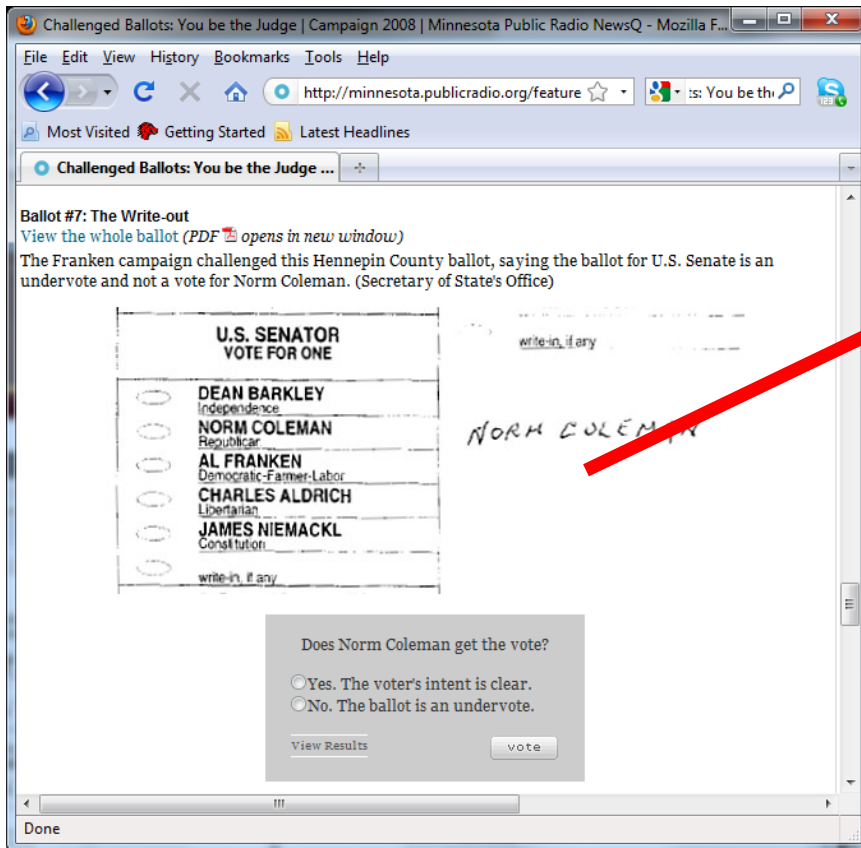 Challenged Ballots: You be the Judge | Campaign 2008 | Minnesota Public Radio NewsQ - Mozilla F...
File Edit View History Bookmarks Tools Help
http://minnesota.publicradio.org/feature
ts: You be the
Most Visited Getting Started Latest Headlines
Challenged Ballots: You be the Judge ...
Ballot #7: The Write-out
View the whole ballot (PDF opens in new window)
The Franken campaign challenged this Hennepin County ballot, saying the ballot for U.S. Senate is an
undervote and not a vote for Norm Coleman. (Secretary of State's Office)
U.S. SENATOR
VOTE FOR ONE
DEAN BARKLEY
Independence
NORM COLEMAN
Republican
AL FRANKEN
Democratic-Farmer-Labor
CHARLES ALDRICH
Libertarian
JAMES NIEMACKL
Constitution
write-in, if any
write-in, if any
NORM COLEMAN
Does Norm Coleman get the vote?
Yes. The voter's intent is clear.
No. The ballot is an undervote.
View Results
vote
Done